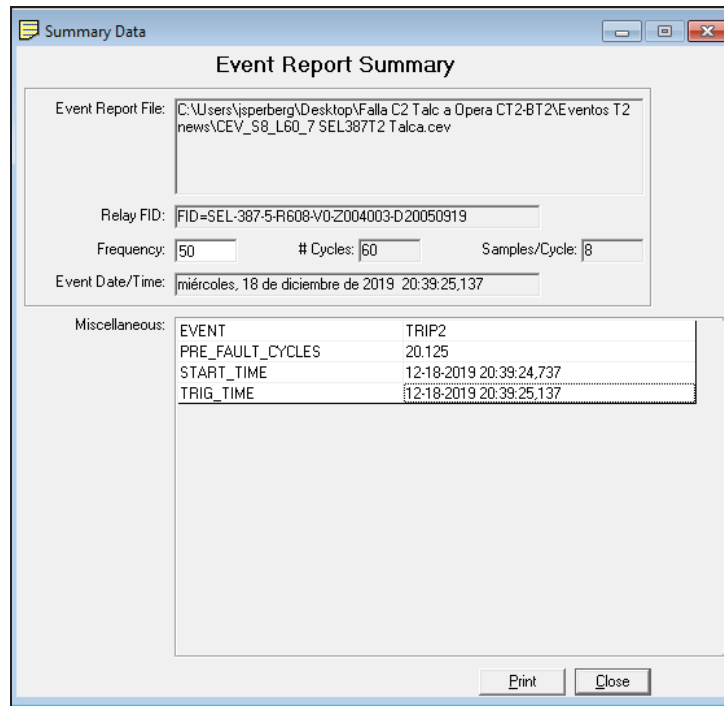 Summary Data
Event Report Summary
Event Report File: C:\Users\jsperberg\Desktop\Falla C2 Talc a Opera CT2-BT2\Eventos T2
news\CEV_S8_L60_7 SEL387T2 Talca.cev
Relay FID: FID=SEL-387-5-R608-V0-Z004003-D20050919
Frequency: 50 # Cycles: 60 Samples/Cycle: 8
Event Date/Time: miércoles, 18 de diciembre de 2019 20:39:25,137
Miscellaneous: EVENT TRIP2
PRE_FAULT_CYCLES 20.125
START_TIME 12-18-2019 20:39:24,737
TRIG_TIME 12-18-2019 20:39:25,137
Print Close